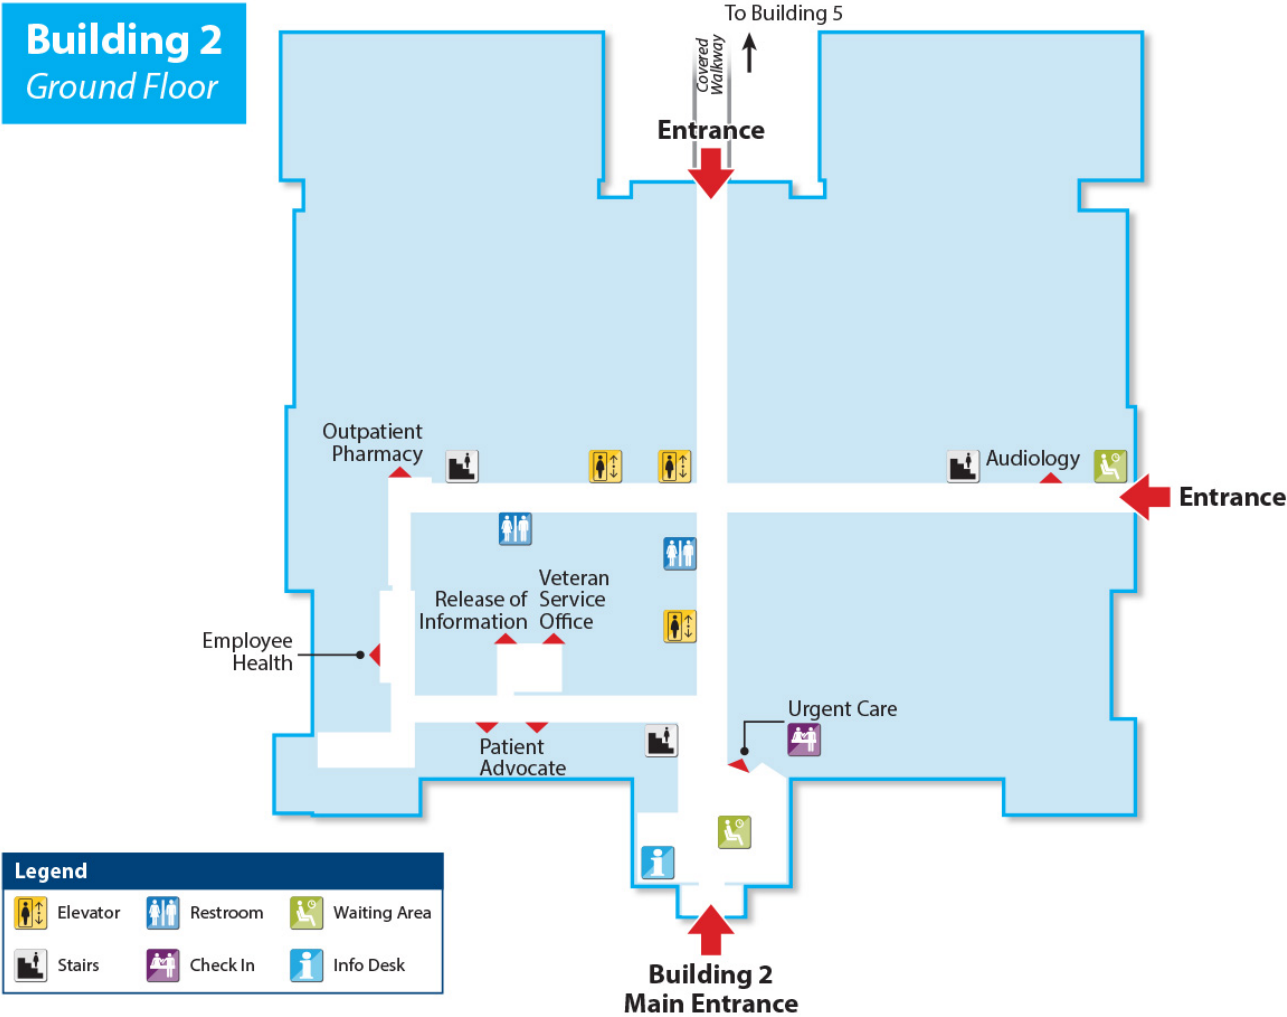 Building 2
Ground Floor
To Building 5
Covered
Walkway
Entrance
Outpatient
Pharmacy
Audiology
Entrance
Veteran
Service
Office
Release of
Information
Employee
Health
Urgent Care
Patient
Advocate
Legend
Elevator
Restroom
Waiting Area
Stairs
Check In
Info Desk
Building 2
Main Entrance